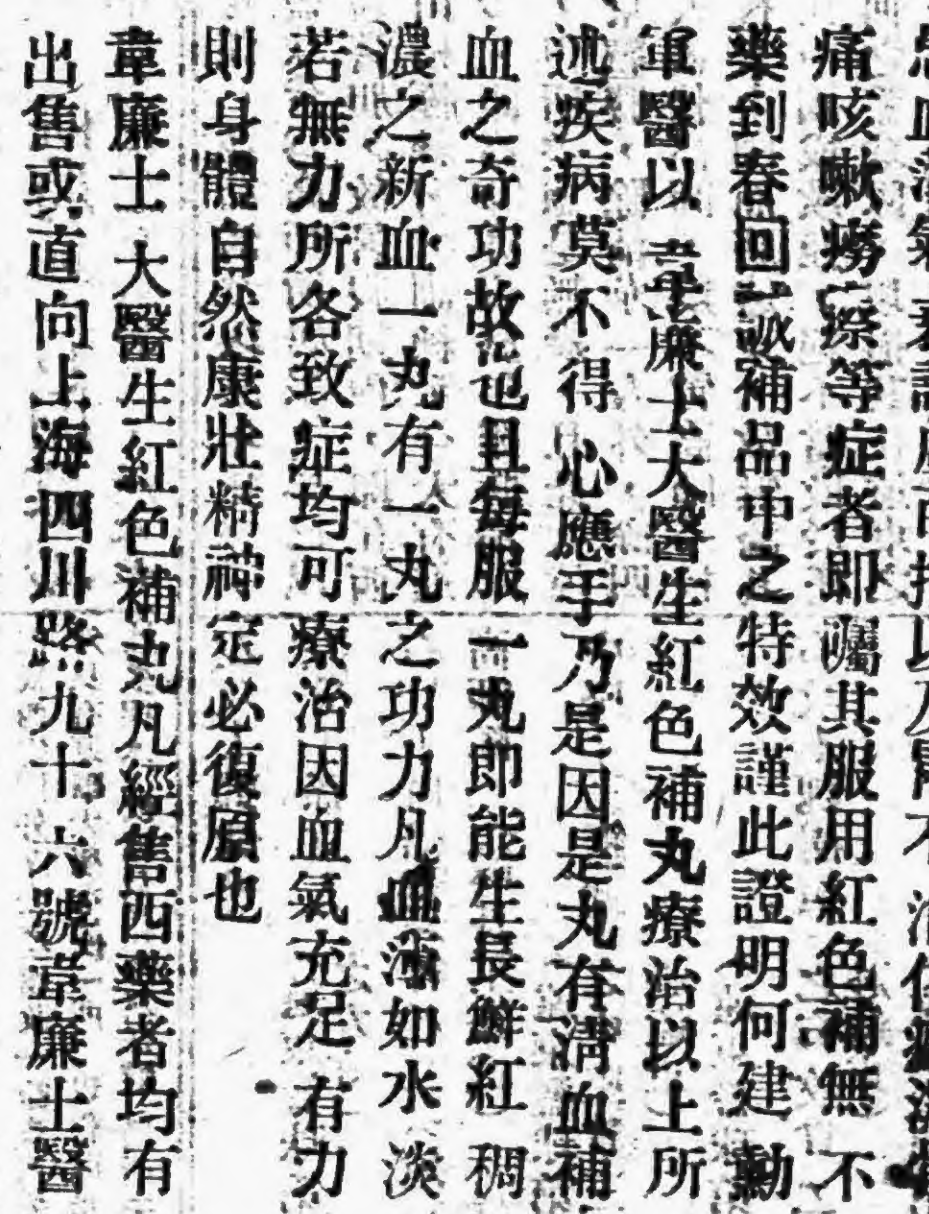 以及腎
痛咳嗽癆瘵等症者即囑其服用紅色補無不
藥到春回誠補品中之特效謹此證明何建勳
軍醫以韋廉士大醫生紅色補丸療治以上所
述疾病莫不得心應手乃是因是丸有清血補
血之奇功故也且每服一丸即能生長鮮紅稠
濃之新血一丸有一丸之功力凡血薄如水淡
若無力所各致症均可療治因血氣充足有力
則身體自然康壯精神定必復原也
韋廉士大醫生紅色補丸凡經售西藥者均有
出售或直向上海四川路九十六號韋廉士醫